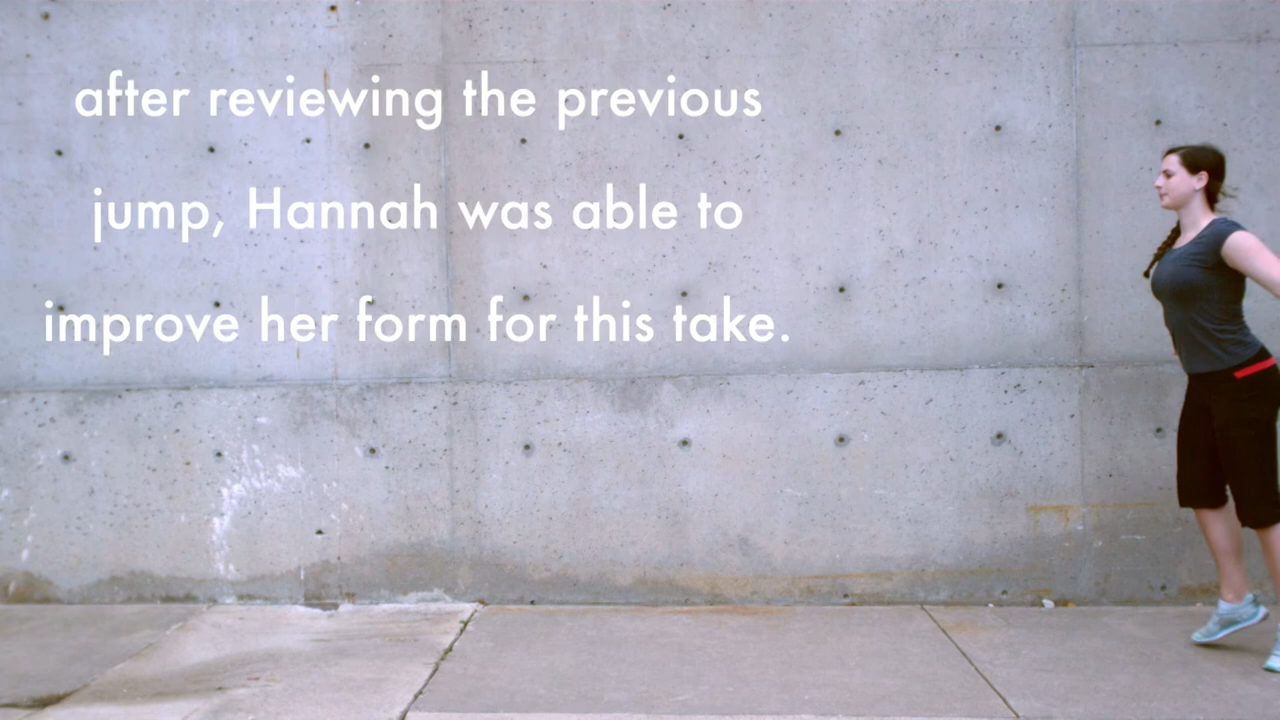 after reviewing the previous
jump, Hannah was able to
improve her form for this take.